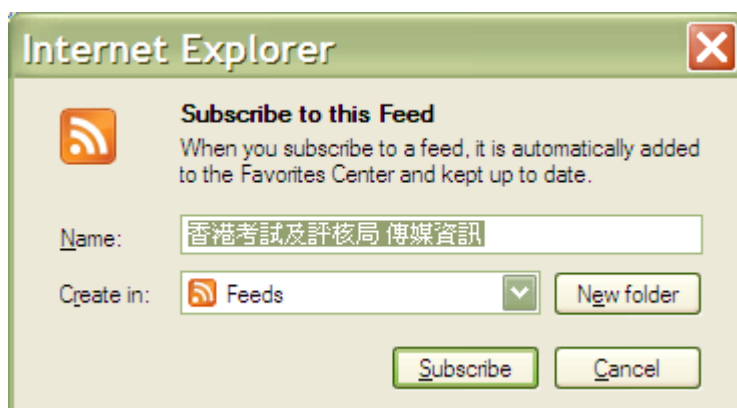 Internet Explorer
Subscribe to this Feed
When you subscribe to a feed, it is automatically added
to the Favorites Center and kept up to date.
Name: 香港考試及評核局 傳媒資訊
Create in: Feeds New folder
Subscribe Cancel